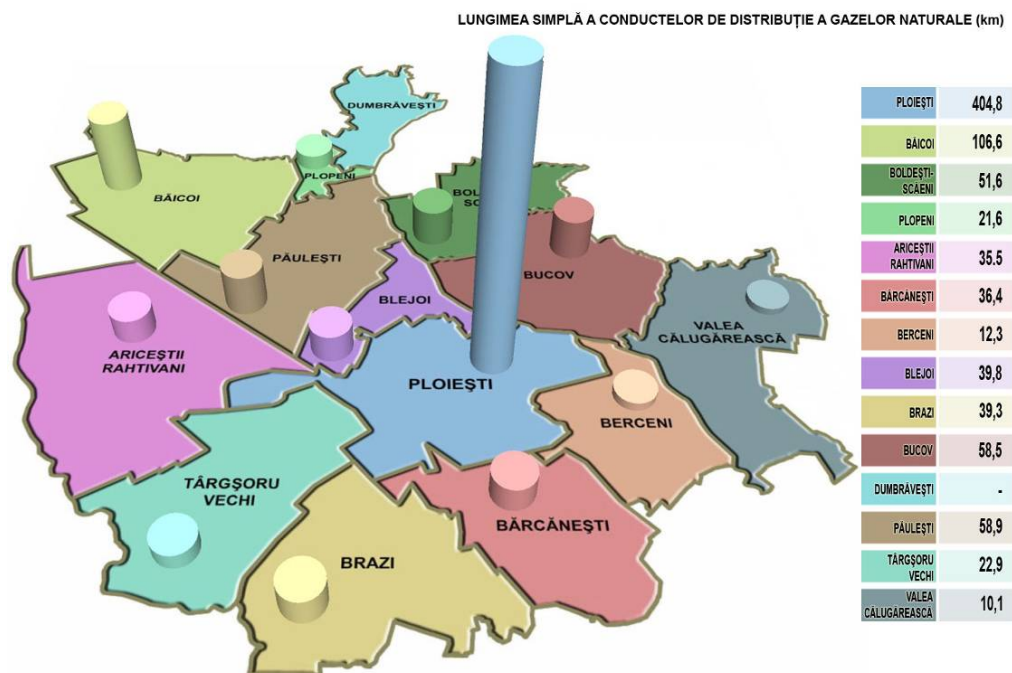 LUNGIMEA SIMPLĂ A CONDUCTELOR DE DISTRIBUȚIE A GAZELOR NATURALE (km)
DUMBRĂVEȘTI
PLOPENI
BĂICOI
PĂULEȘTI
BUCOV
BLEJOI
VALEA
CĂLUGĂREASCĂ
ARICEȘTII
RAHTIVANI
PLOIEȘTI
BERCENI
TÂRGȘORU
VECHI
BĂRCĂNEȘTI
BRAZI
PLOIEȘTI 404,8
BĂICOI 106,6
BOLDEȘTI-
SCĂENI 51,6
PLOPENI 21,6
ARICEȘTII
RAHTIVANI 35.5
BĂRCĂNEȘTI 36,4
BERCENI 12,3
BLEJOI 39,8
BRAZI 39,3
BUCOV 58,5
DUMBRĂVEȘTI -
PĂULEȘTI 58,9
TÂRGȘORU
VECHI 22,9
VALEA
CĂLUGĂREASCĂ 10,1